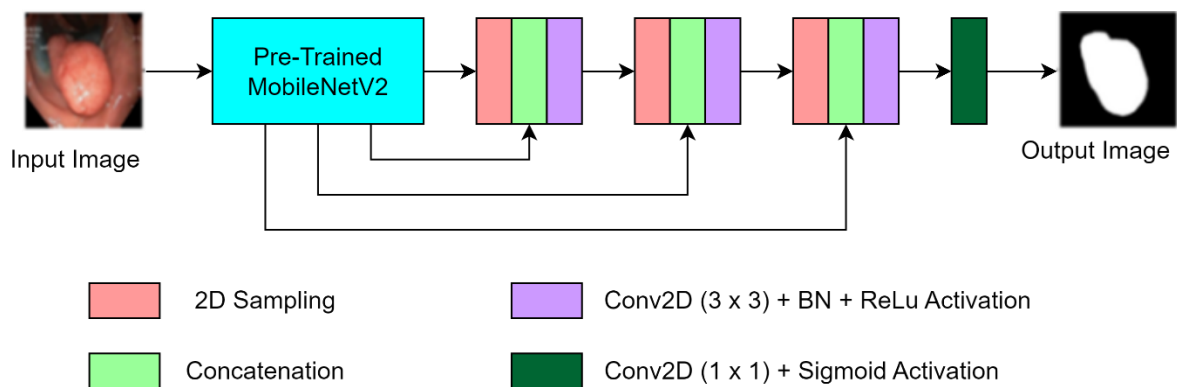 Pre-Trained
MobileNetV2
Input Image
Output Image
2D Sampling
Conv2D (3 x 3) + BN + ReLu Activation
Concatenation
Conv2D (1 x 1) + Sigmoid Activation